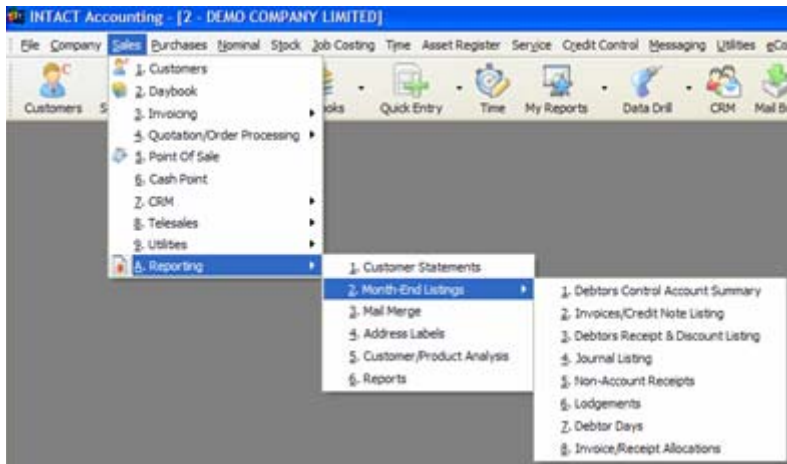 INTACT Accounting - [2 - DEMO COMPANY LIMITED]
File Company Sales Purchases Nominal Stock Job Costing Time Asset Register Service Credit Control Messaging Utilities eCo
Customers S ooks Quick Entry Time My Reports Data Drill CRM Mail B
1. Customers
2. Daybook
3. Invoicing
4. Quotation/Order Processing
5. Point Of Sale
6. Cash Point
7. CRM
8. Telesales
9. Utilities
A. Reporting
1. Customer Statements
2. Month-End Listings
3. Mail Merge
4. Address Labels
5. Customer/Product Analysis
6. Reports
1. Debtors Control Account Summary
2. Invoices/Credit Note Listing
3. Debtors Receipt & Discount Listing
4. Journal Listing
5. Non-Account Receipts
6. Lodgements
7. Debtor Days
8. Invoice/Receipt Allocations